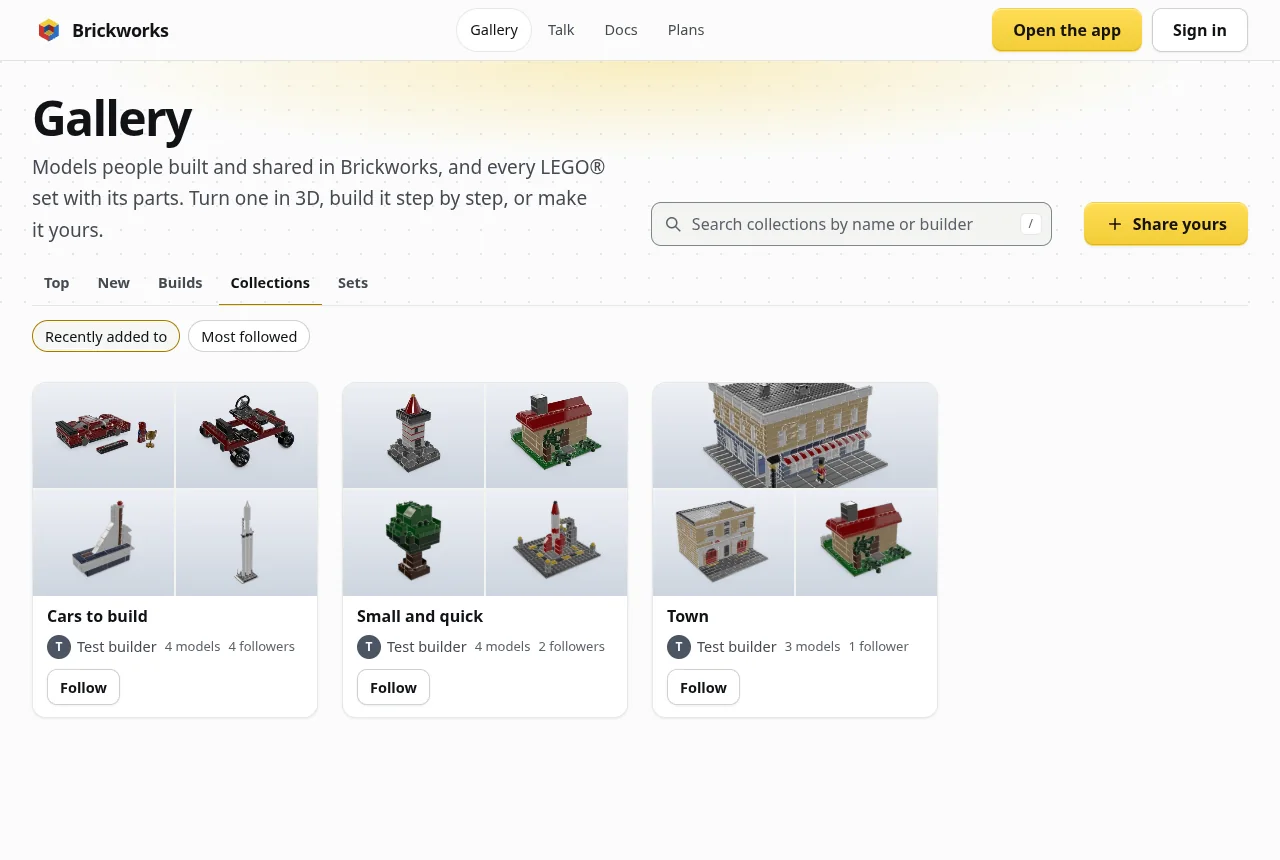 Brickworks
Gallery
Talk
Docs
Plans
Open the app
Sign in
Gallery
Models people built and shared in Brickworks, and every LEGO®
set with its parts. Turn one in 3D, build it step by step, or make
it yours.
Search collections by name or builder
/
Share yours
Top
New
Builds
Collections
Sets
Recently added to
Most followed
Cars to build
T Test builder 4 models 4 followers
Follow
Small and quick
T Test builder 4 models 2 followers
Follow
Town
T Test builder 3 models 1 follower
Follow